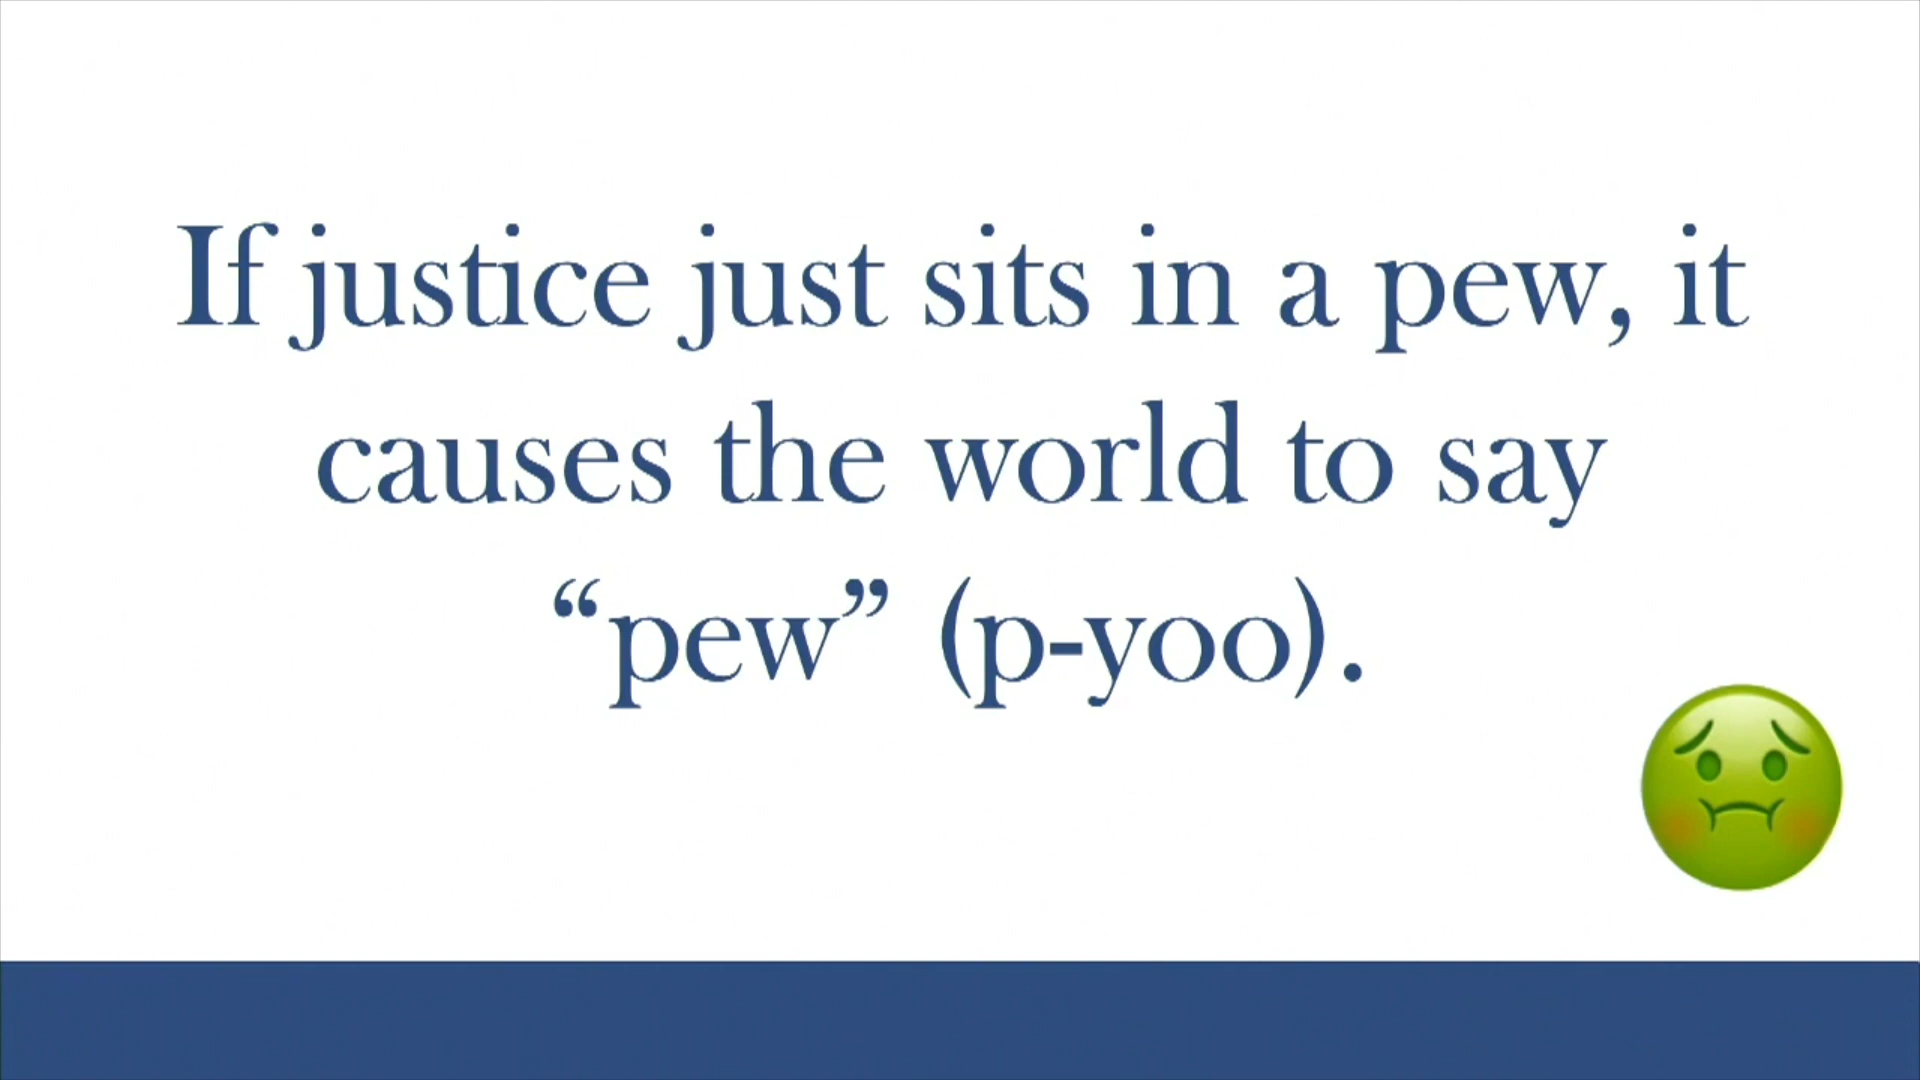 If justice just sits in a pew, it
causes the world to say
“pew” (p-yoo).